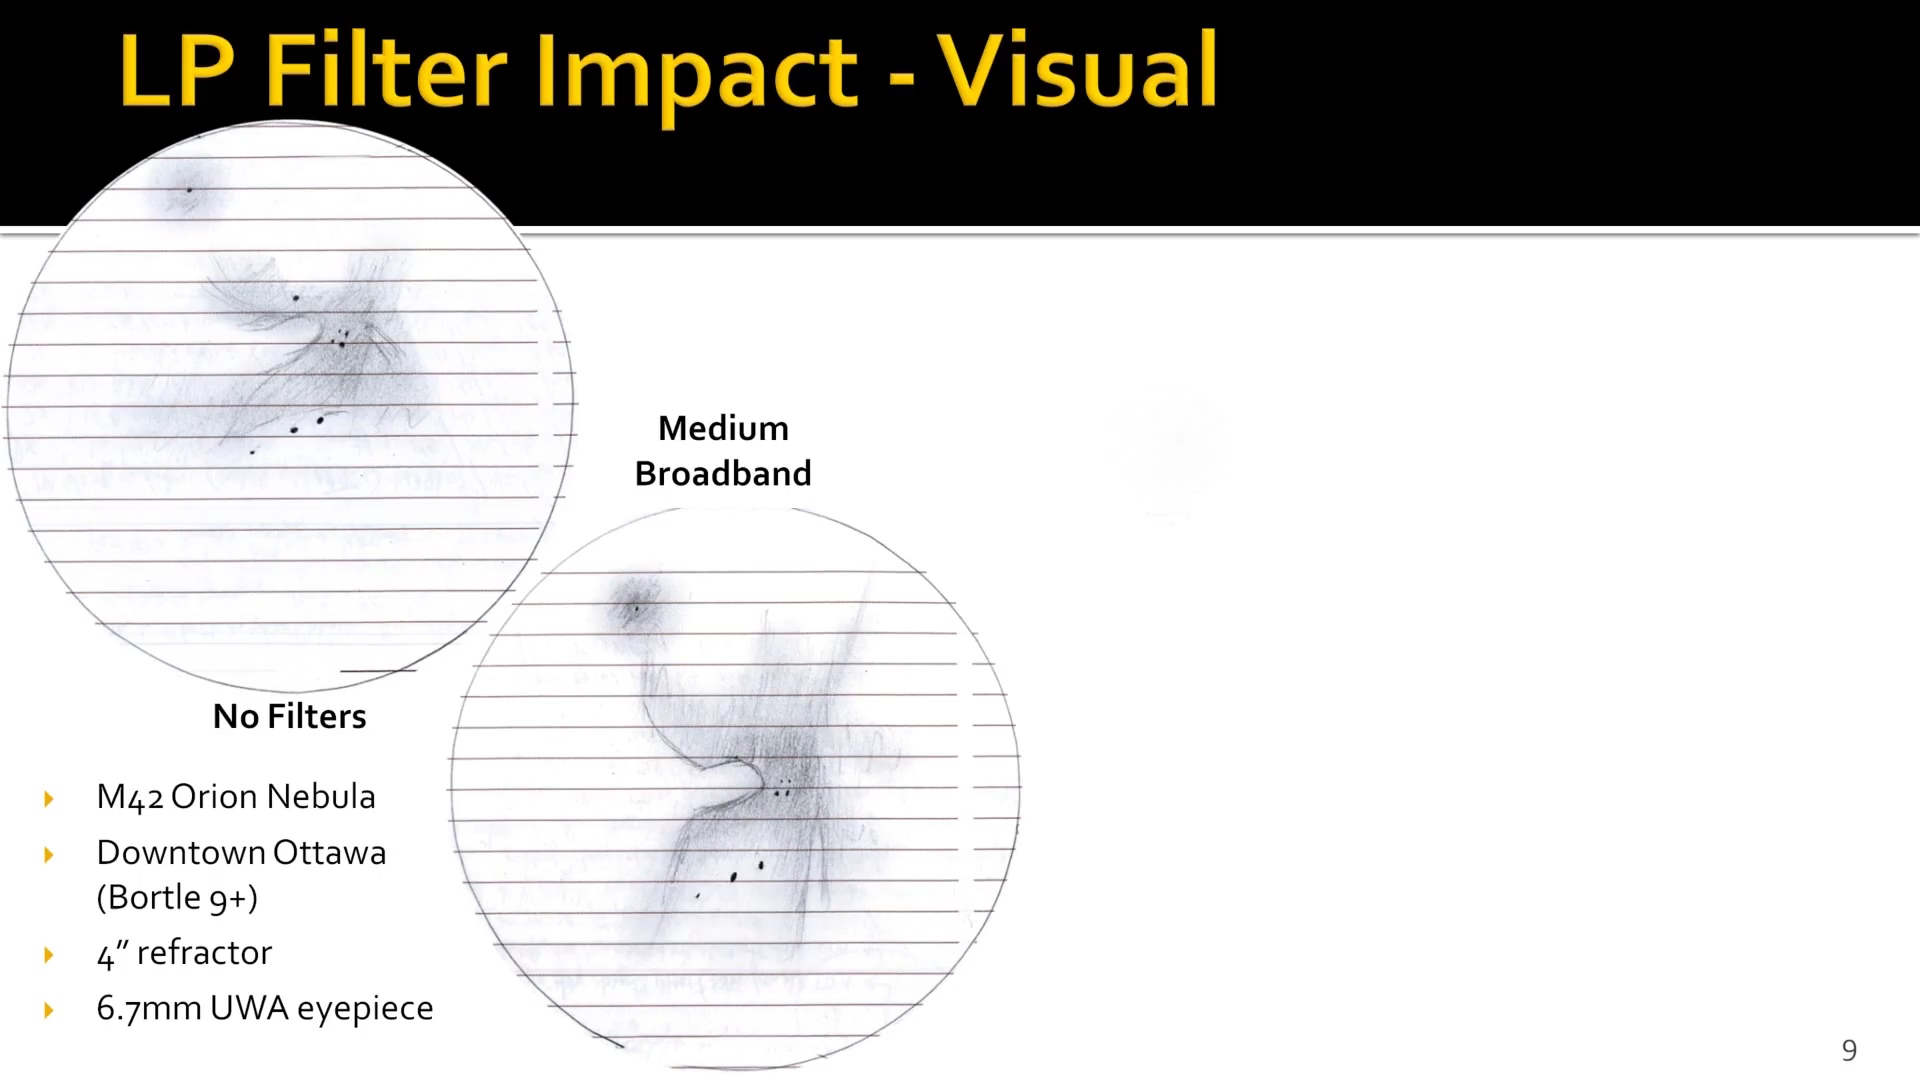 LP Filter Impact - Visual
Medium
Broadband
No Filters
M42 Orion Nebula
Downtown Ottawa
(Bortle 9+)
4” refractor
6.7mm UWA eyepiece
9